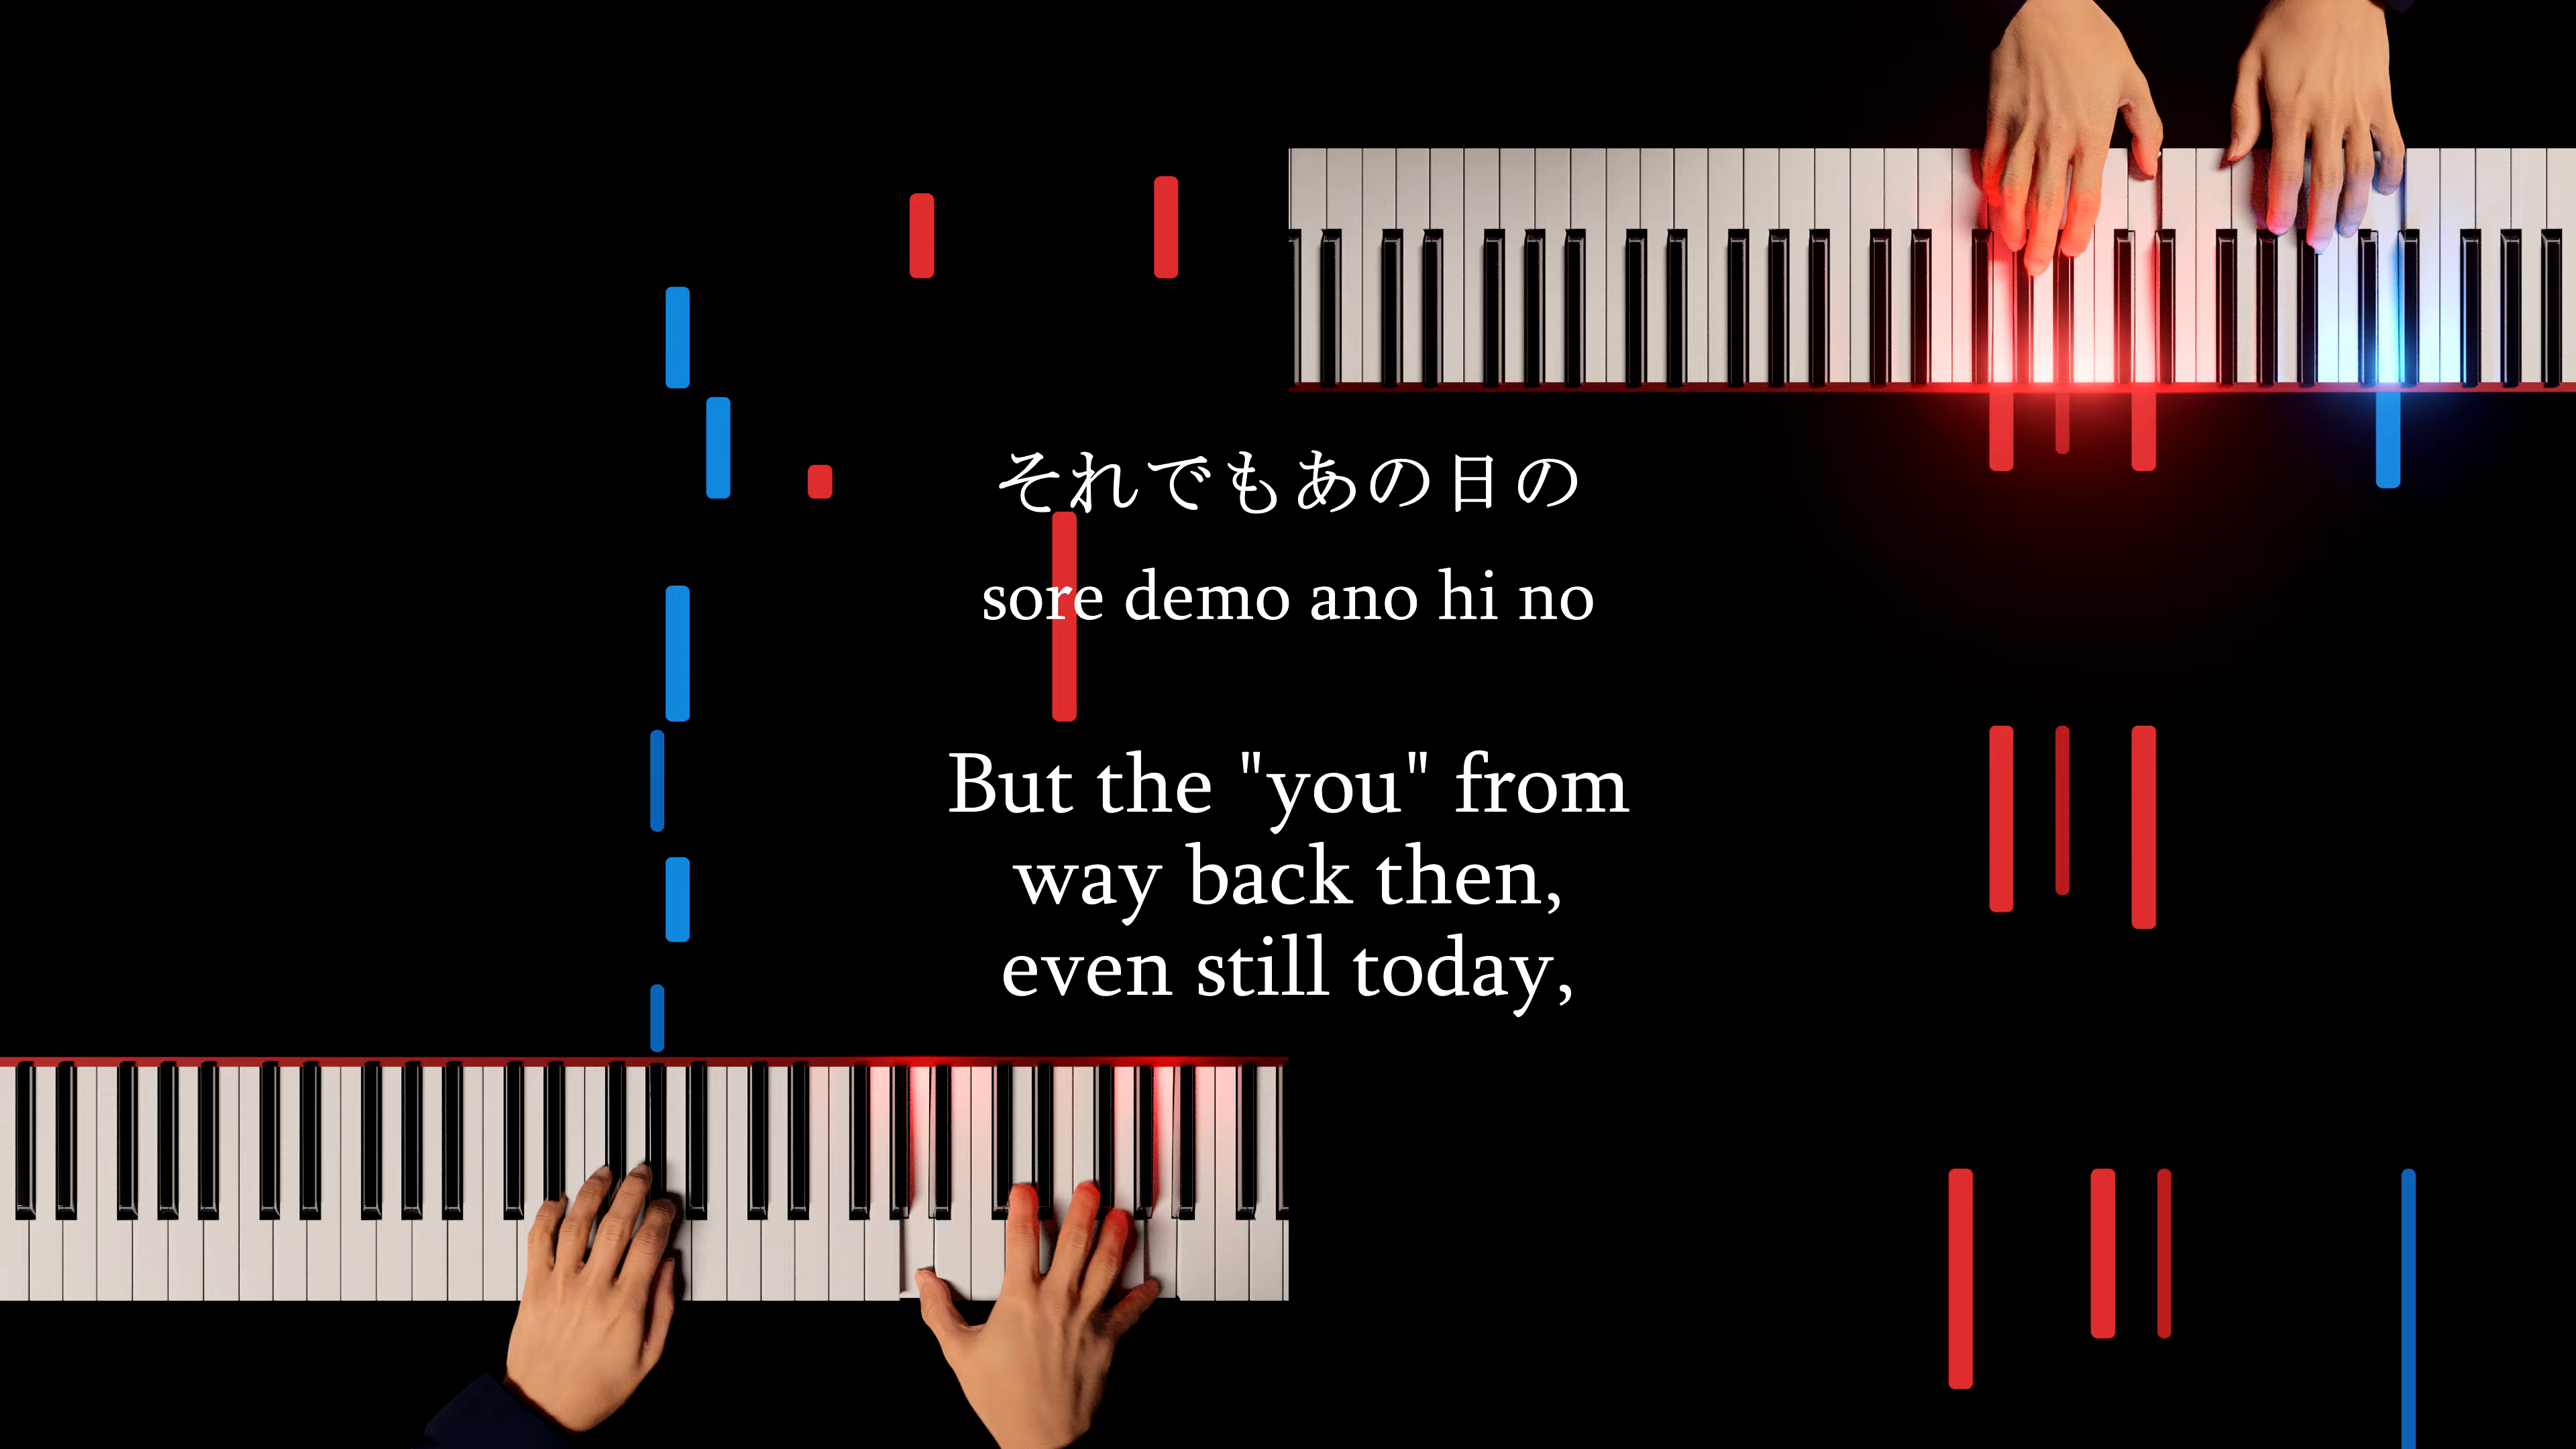 それでもあの日の
sore demo ano hi no
But the "you" from
way back then,
even still today,